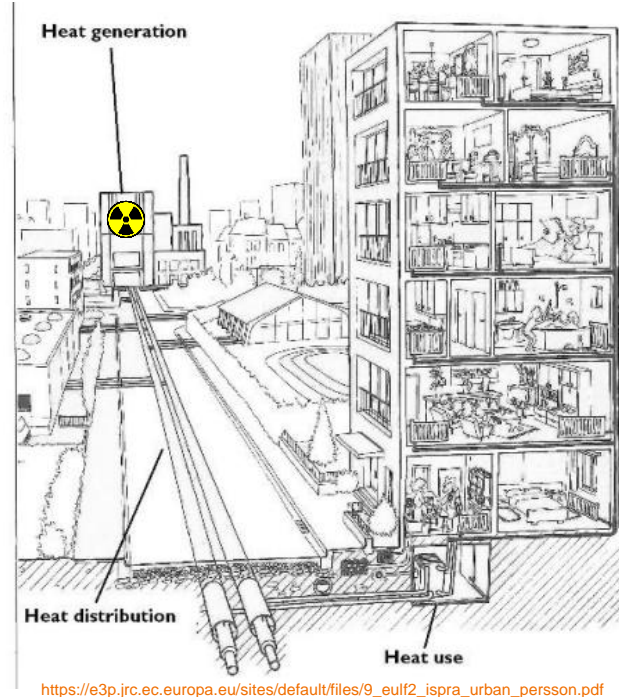 Heat generation
Heat distribution
Heat use
https://e3p.jrc.ec.europa.eu/sites/default/files/9_eulf2_ispra_urban_persson.pdf